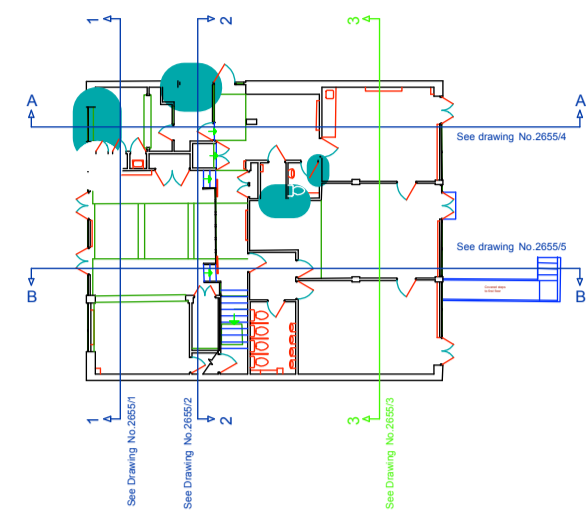 1
2
3
A
A
See drawing No.2655/4
See drawing No.2655/5
B
B
1
2
3
See Drawing No.2655/1
See Drawing No.2655/2
See Drawing No.2655/3